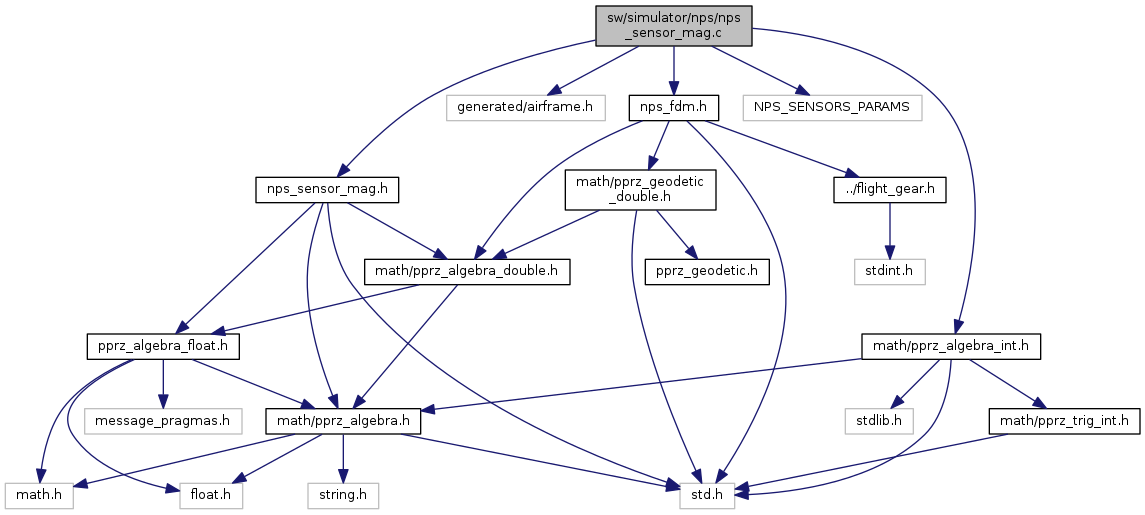 sw/simulator/nps/nps
_sensor_mag.c
generated/airframe.h
nps_fdm.h
NPS_SENSORS_PARAMS
nps_sensor_mag.h
math/pprz_geodetic
_double.h
../flight_gear.h
math/pprz_algebra_double.h
pprz_geodetic.h
stdint.h
pprz_algebra_float.h
math/pprz_algebra_int.h
message_pragmas.h
math/pprz_algebra.h
stdlib.h
math/pprz_trig_int.h
math.h
float.h
string.h
std.h